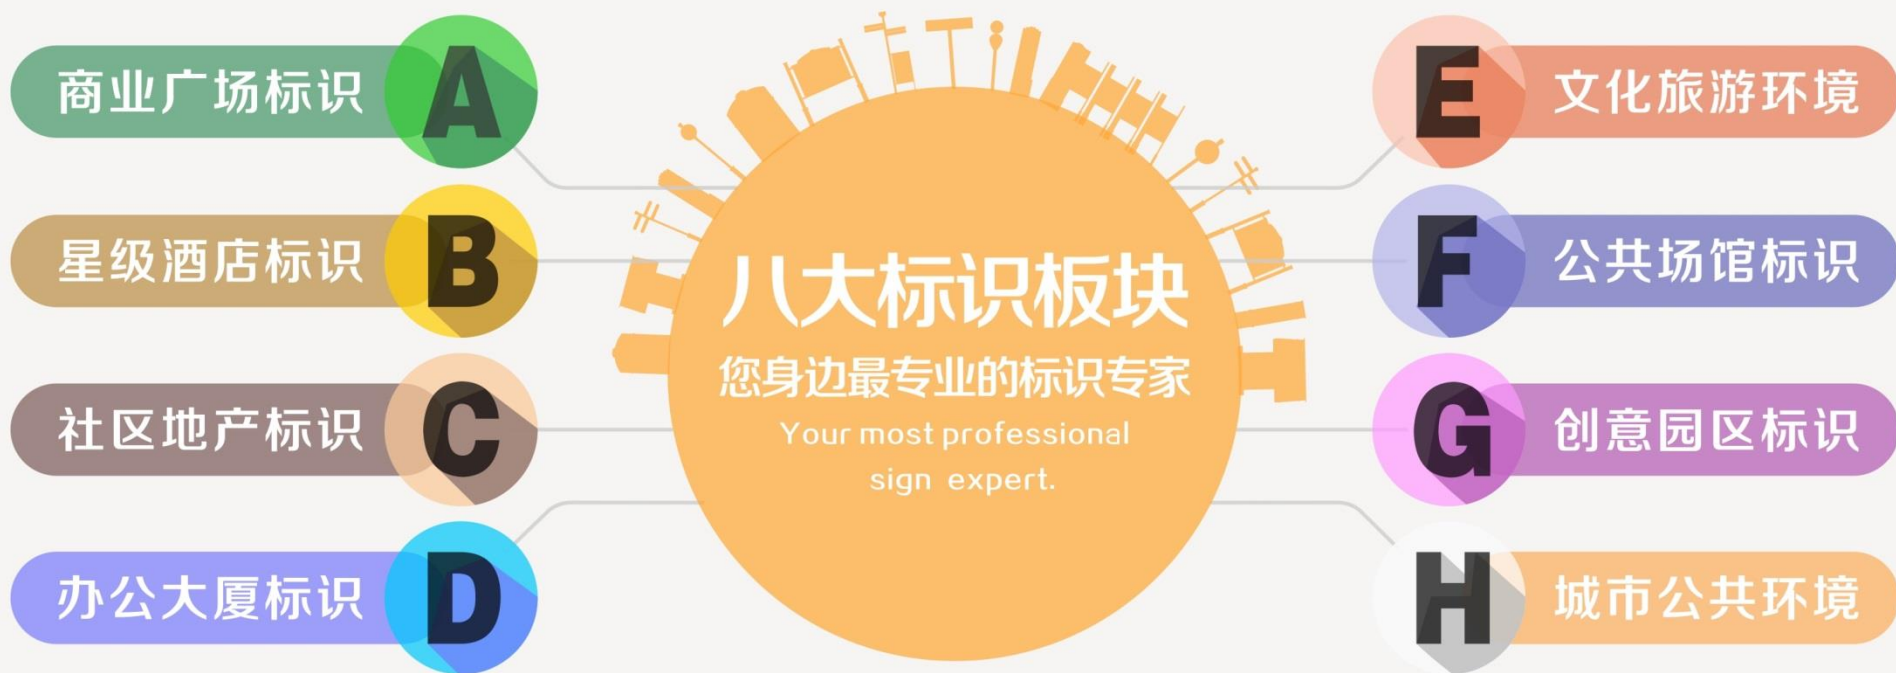 商业广场标识
A
星级酒店标识
B
社区地产标识
C
办公大厦标识
D
八大标识板块
您身边最专业的标识专家
Your most professional
sign expert.
E
文化旅游环境
F
公共场馆标识
G
创意园区标识
H
城市公共环境